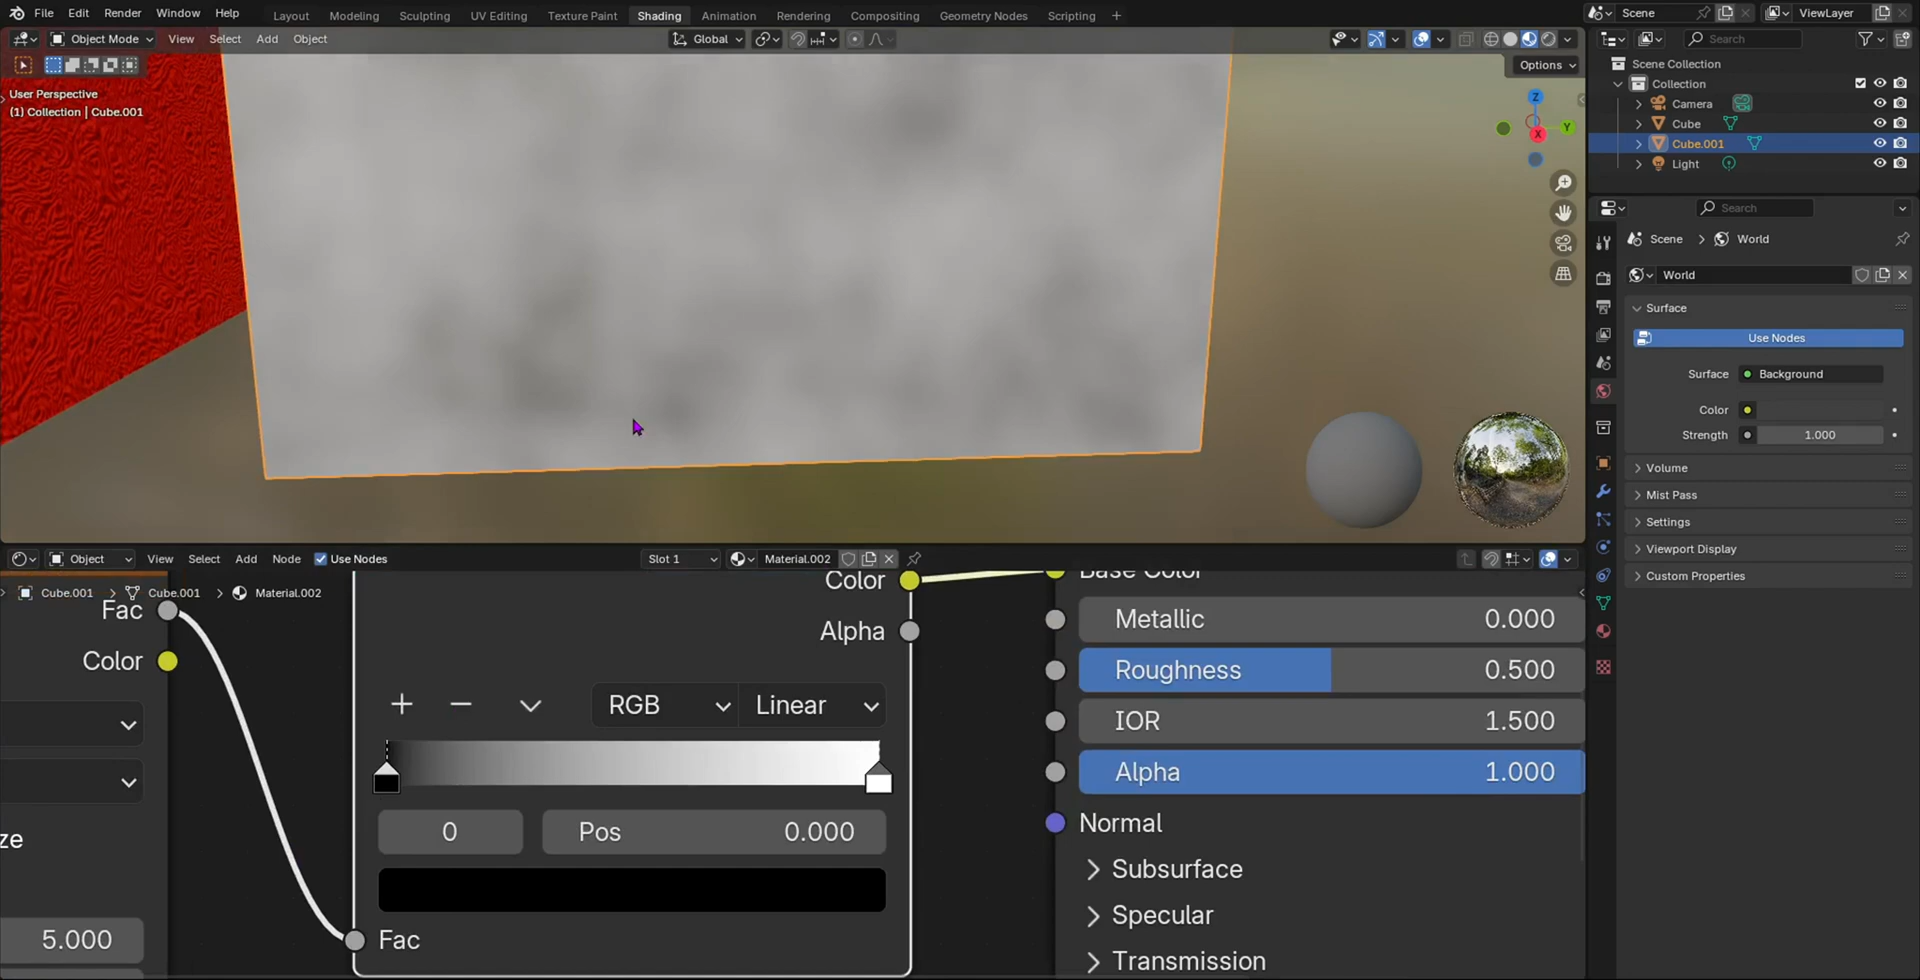 File Edit Render Window Help Layout Modeling Sculpting UV Editing Texture Paint Shading Animation Rendering Compositing Geometry Nodes Scripting + Scene ViewLayer
Object Mode View Select Add Object Global Search
Options
User Perspective
(1) Collection | Cube.001
Z
Y
X
Scene Collection
Collection
Camera
Cube
Cube.001
Light
Search
Scene > World
World
Surface
Use Nodes
Surface Background
Color
Strength 1.000
Volume
Mist Pass
Settings
Viewport Display
Custom Properties
Object View Select Add Node Use Nodes Slot 1 Material.002
Cube.001 > Cube.001 > Material.002
Fac
Color
ze
5.000
Color
Alpha
RGB Linear
0 Pos 0.000
Fac
Base Color
Metallic 0.000
Roughness 0.500
IOR 1.500
Alpha 1.000
Normal
Subsurface
Specular
Transmission